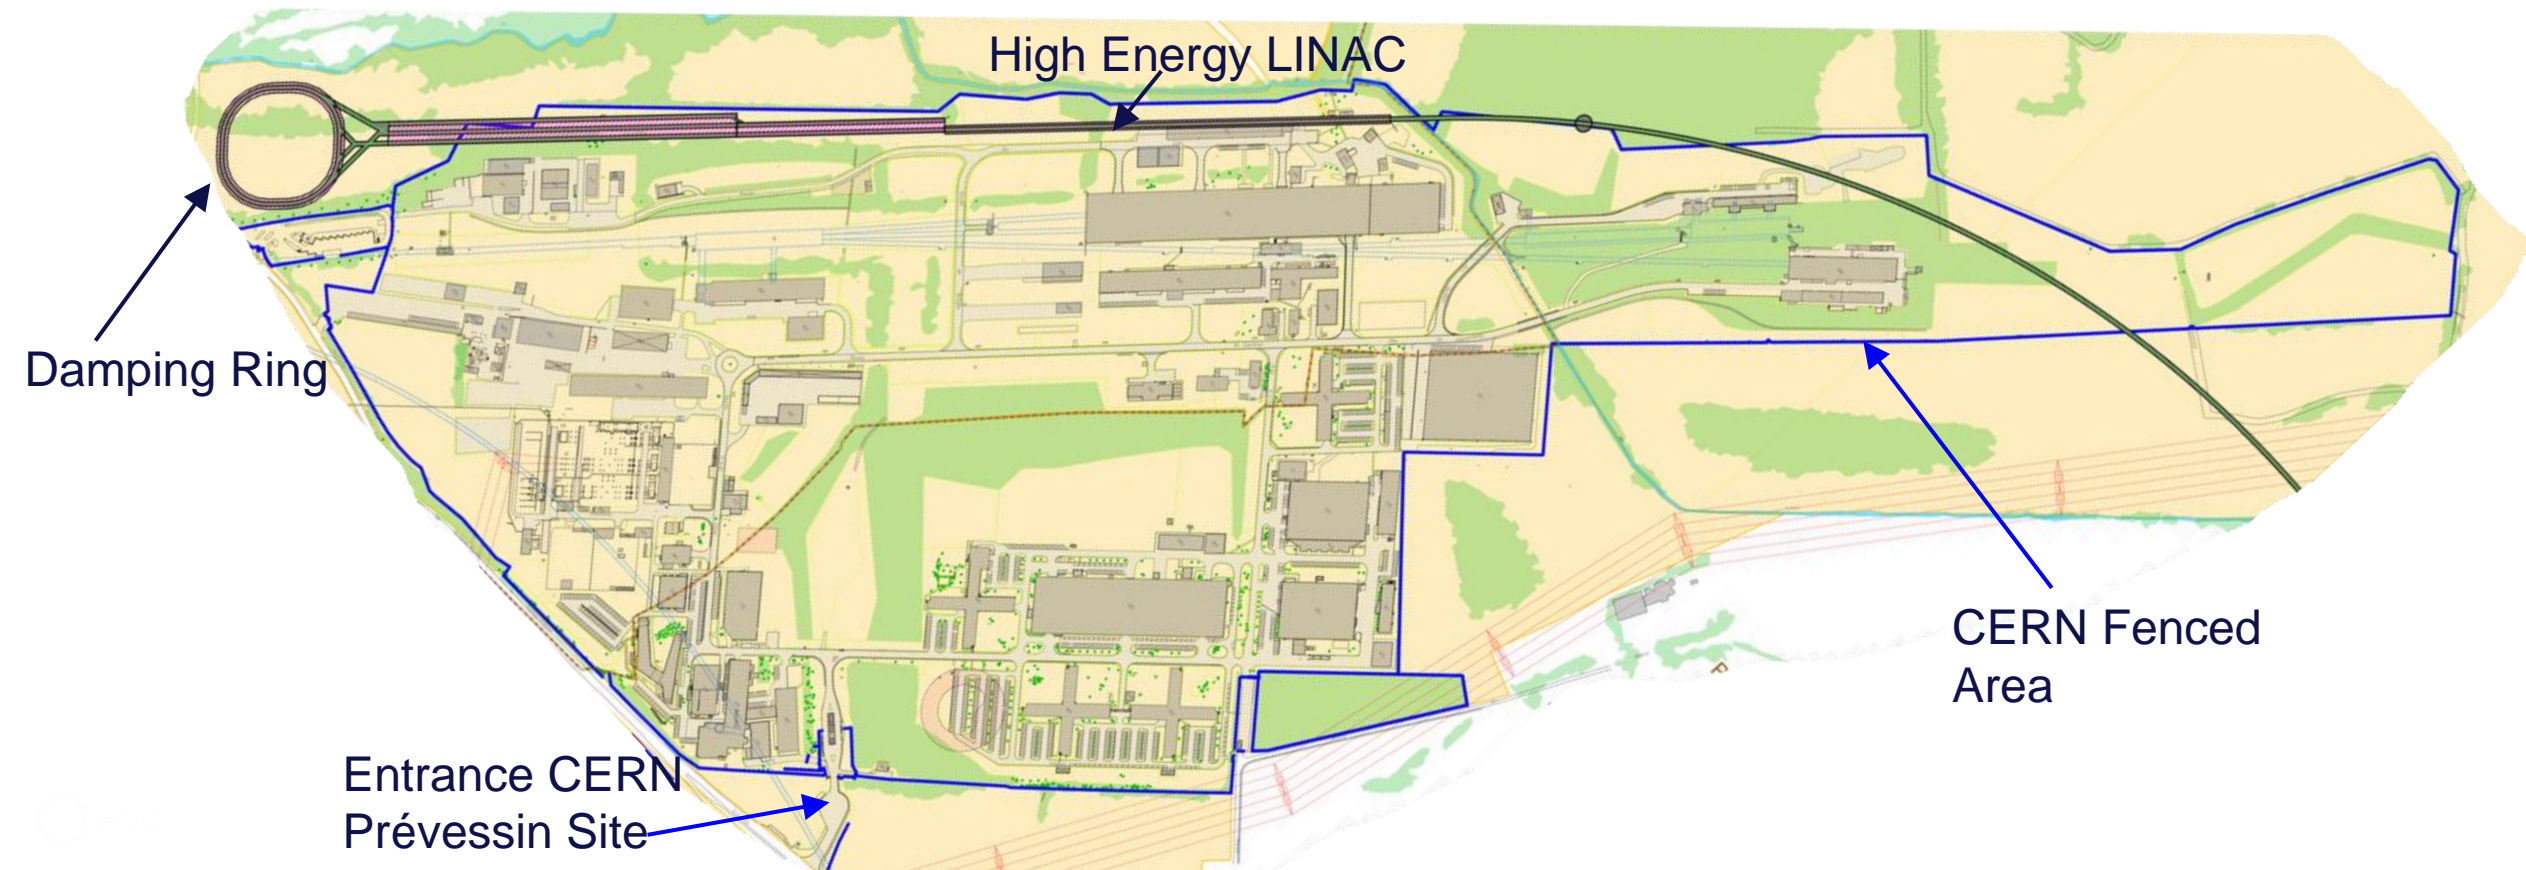 High Energy LINAC
Damping Ring
CERN Fenced
Area
Entrance CERN
Prévessin Site